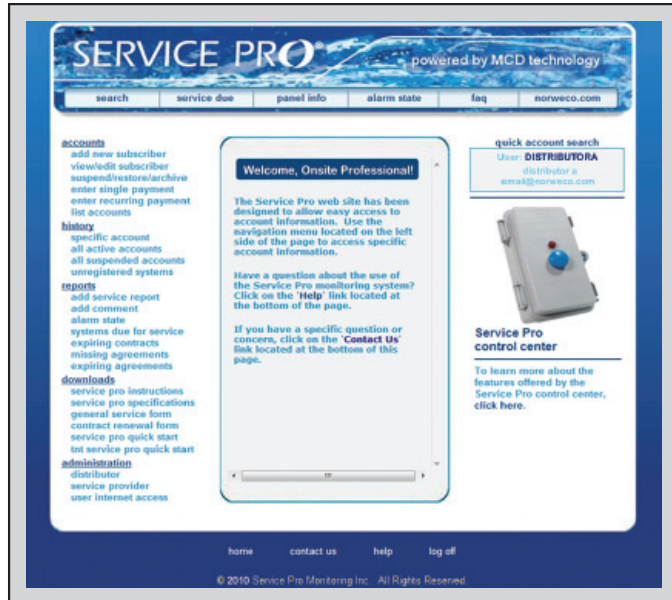 SERVICE PRO
powered by MCD technology
search service due panel info alarm state faq norweco.com
accounts
add new subscriber
view/edit subscriber
suspend/restore/archive
enter single payment
enter recurring payment
list accounts
history
specific account
all active accounts
all suspended accounts
unregistered systems
reports
add service report
add comment
alarm state
systems due for service
expiring contracts
missing agreements
expiring agreements
downloads
service pro instructions
service pro specifications
general service form
contract renewal form
service pro quick start
tnt service pro quick start
administration
distributor
service provider
user internet access
Welcome, Onsite Professional!
The Service Pro web site has been
designed to allow easy access to
account information. Use the
navigation menu located on the left
side of the page to access specific
account information.
Have a question about the use of
the Service Pro monitoring system?
Click on the 'Help' link located at
the bottom of the page.
If you have a specific question or
concern, click on the 'Contact Us'
link located at the bottom of this
page.
quick account search
User: DISTRIBUTORA
distributor a
email@norweco.com
Service Pro
control center
To learn more about the
features offered by the
Service Pro control center,
click here.
home contact us help log off
© 2010 Service Pro Monitoring Inc. All Rights Reserved.